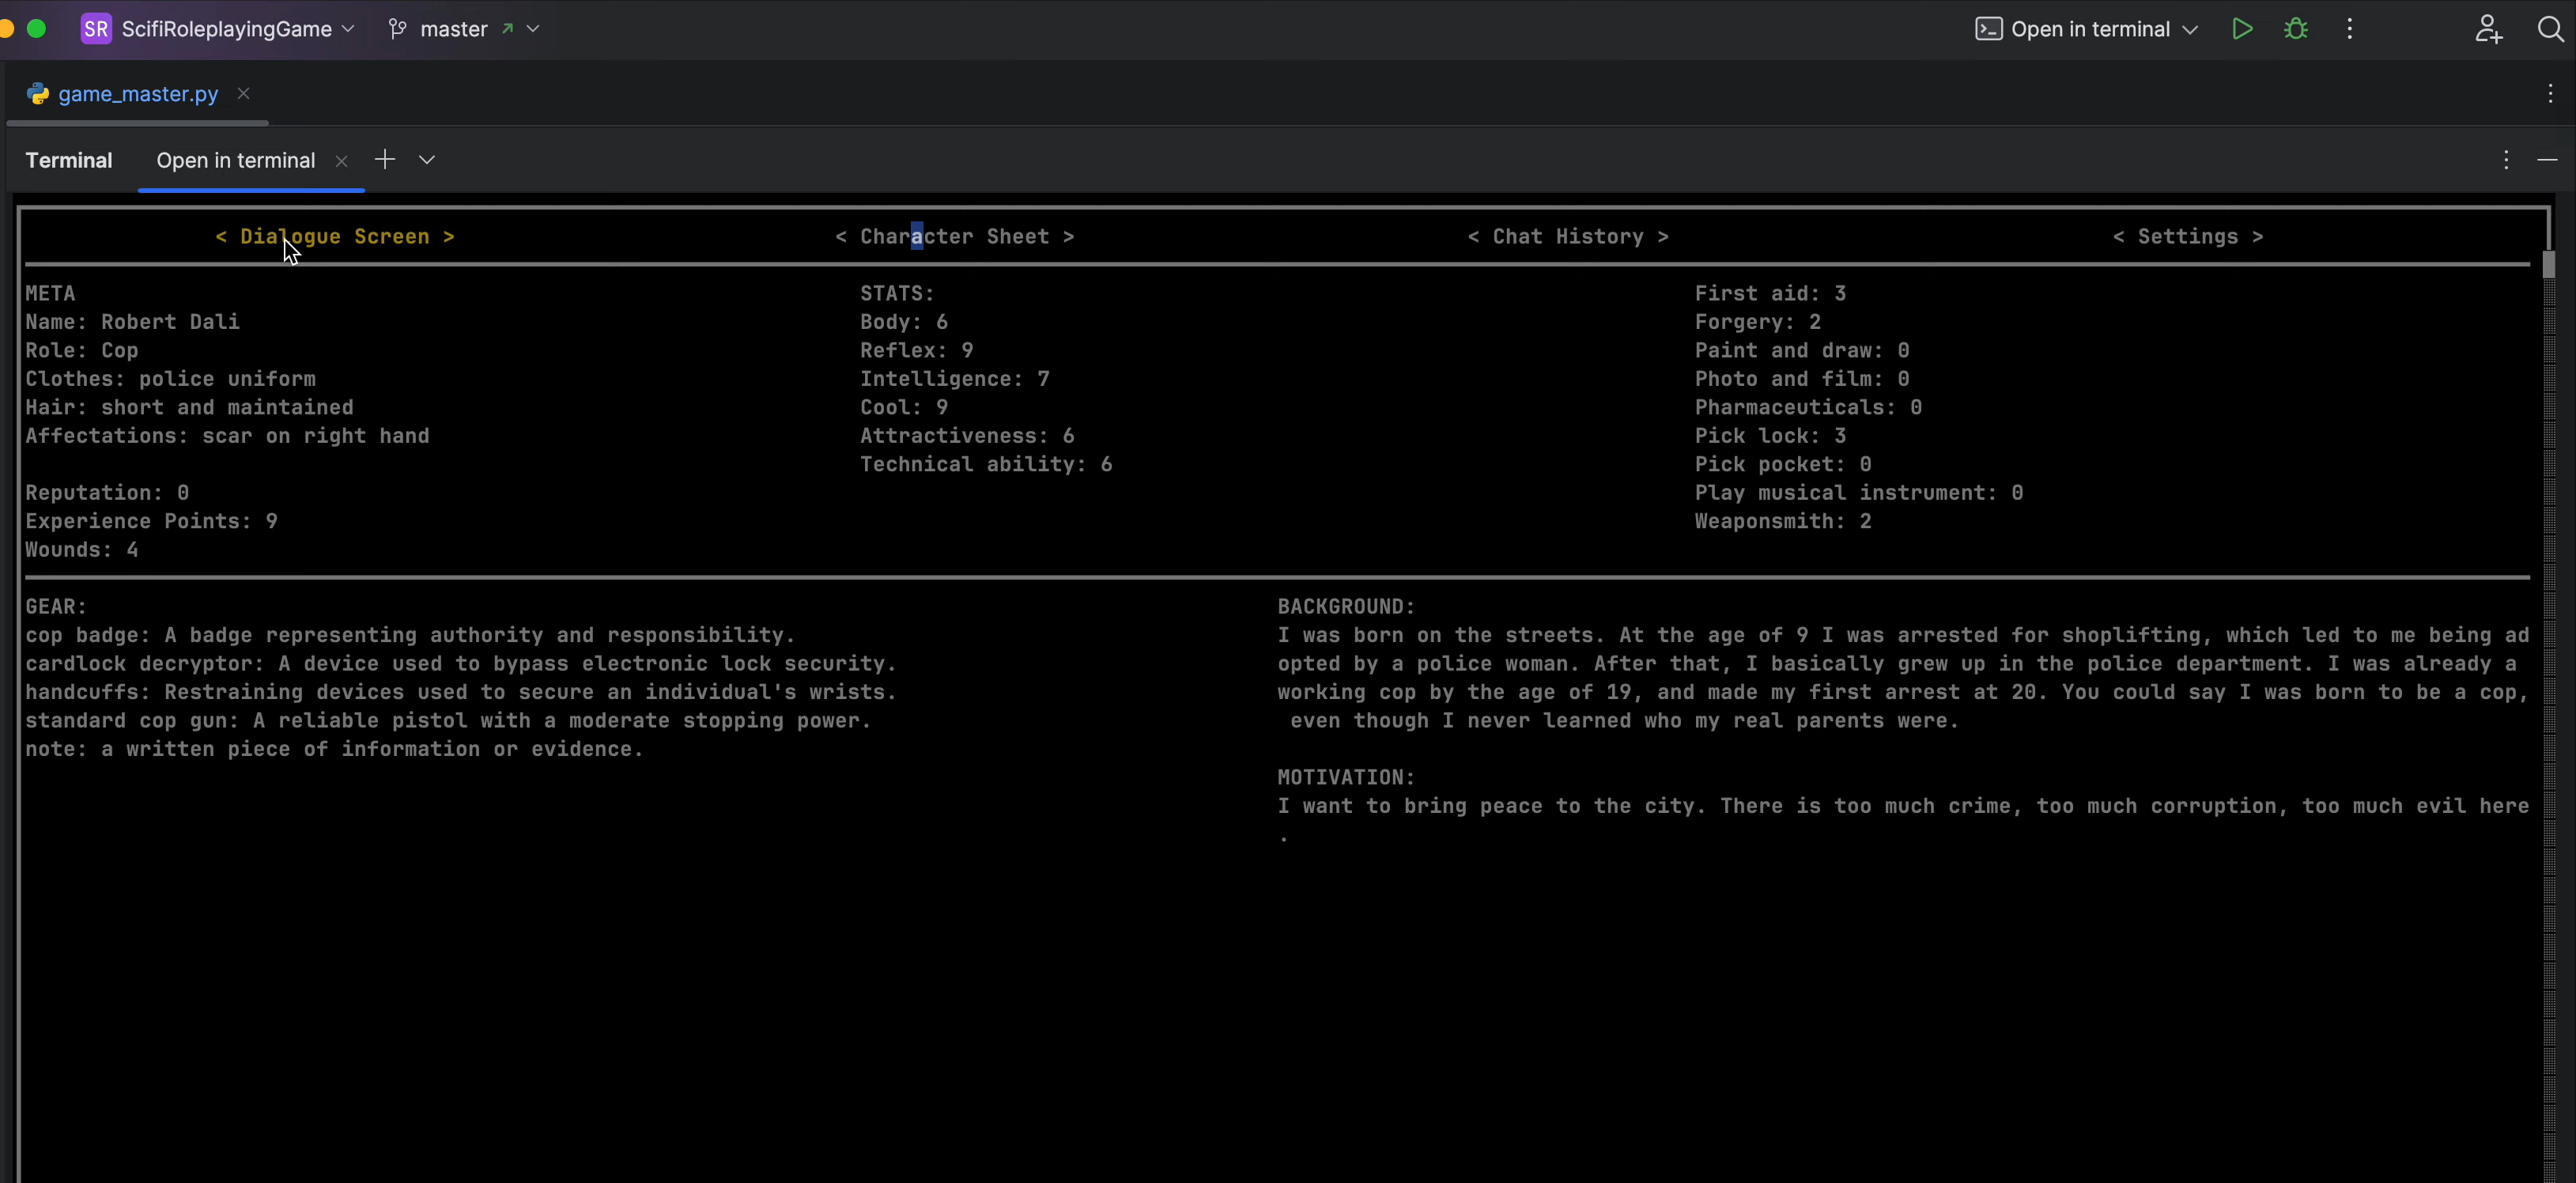 SR ScifiRoleplayingGame master Open in terminal
game_master.py
Terminal Open in terminal
< Dialogue Screen > < Character Sheet > < Chat History > < Settings >
META
Name: Robert Dali
Role: Cop
Clothes: police uniform
Hair: short and maintained
Affectations: scar on right hand
Reputation: 0
Experience Points: 9
Wounds: 4
STATS:
Body: 6
Reflex: 9
Intelligence: 7
Cool: 9
Attractiveness: 6
Technical ability: 6
First aid: 3
Forgery: 2
Paint and draw: 0
Photo and film: 0
Pharmaceuticals: 0
Pick lock: 3
Pick pocket: 0
Play musical instrument: 0
Weaponsmith: 2
GEAR:
cop badge: A badge representing authority and responsibility.
cardlock decryptor: A device used to bypass electronic lock security.
handcuffs: Restraining devices used to secure an individual's wrists.
standard cop gun: A reliable pistol with a moderate stopping power.
note: a written piece of information or evidence.
BACKGROUND:
I was born on the streets. At the age of 9 I was arrested for shoplifting, which led to me being ad
opted by a police woman. After that, I basically grew up in the police department. I was already a
working cop by the age of 19, and made my first arrest at 20. You could say I was born to be a cop,
even though I never learned who my real parents were.
MOTIVATION:
I want to bring peace to the city. There is too much crime, too much corruption, too much evil here
.